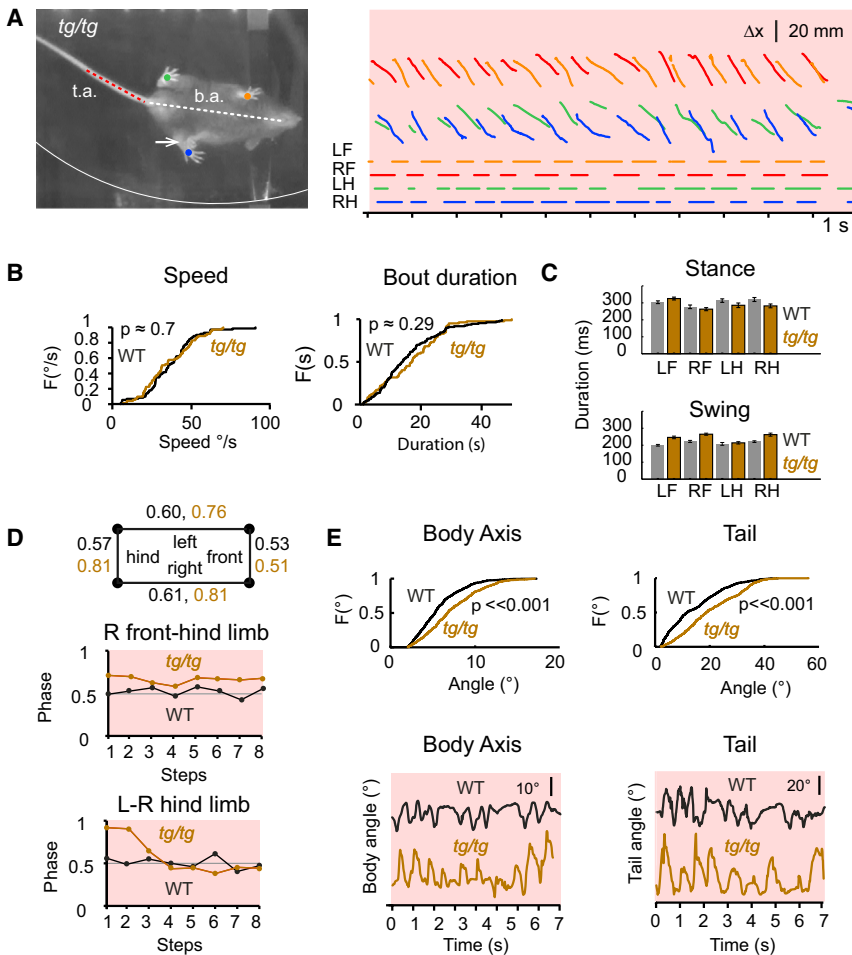 A
tg/tg
t.a.
b.a.
Δx | 20 mm
LF
RF
LH
RH
1 s
B
Speed
F(°/s)
1
0.8
0.6
0.4
0.2
p ≈ 0.7
WT
tg/tg
0 50 100
Speed °/s
Bout duration
F(s)
1
0.5
0
p ≈ 0.29
WT
tg/tg
0 20 40
Duration (s)
C
Stance
Duration (ms)
300
200
100
0
WT
tg/tg
LF RF LH RH
Swing
300
200
100
0
WT
tg/tg
LF RF LH RH
D
0.60, 0.76
0.57
0.81
left
hind front
right
0.53
0.51
0.61, 0.81
R front-hind limb
Phase
1
0.5
0
tg/tg
WT
1 2 3 4 5 6 7 8
Steps
L-R hind limb
Phase
1
0.5
0
tg/tg
WT
1 2 3 4 5 6 7 8
Steps
E
Body Axis
F(°)
1
0.5
0
WT
p <<0.001
tg/tg
0 10 20
Angle (°)
Tail
F(°)
1
0.5
0
WT
p<<0.001
tg/tg
0 20 40 60
Angle (°)
Body Axis
Body angle (°)
WT
10°
tg/tg
0 1 2 3 4 5 6 7
Time (s)
Tail
Tail angle (°)
WT
20°
tg/tg
0 1 2 3 4 5 6 7
Time (s)